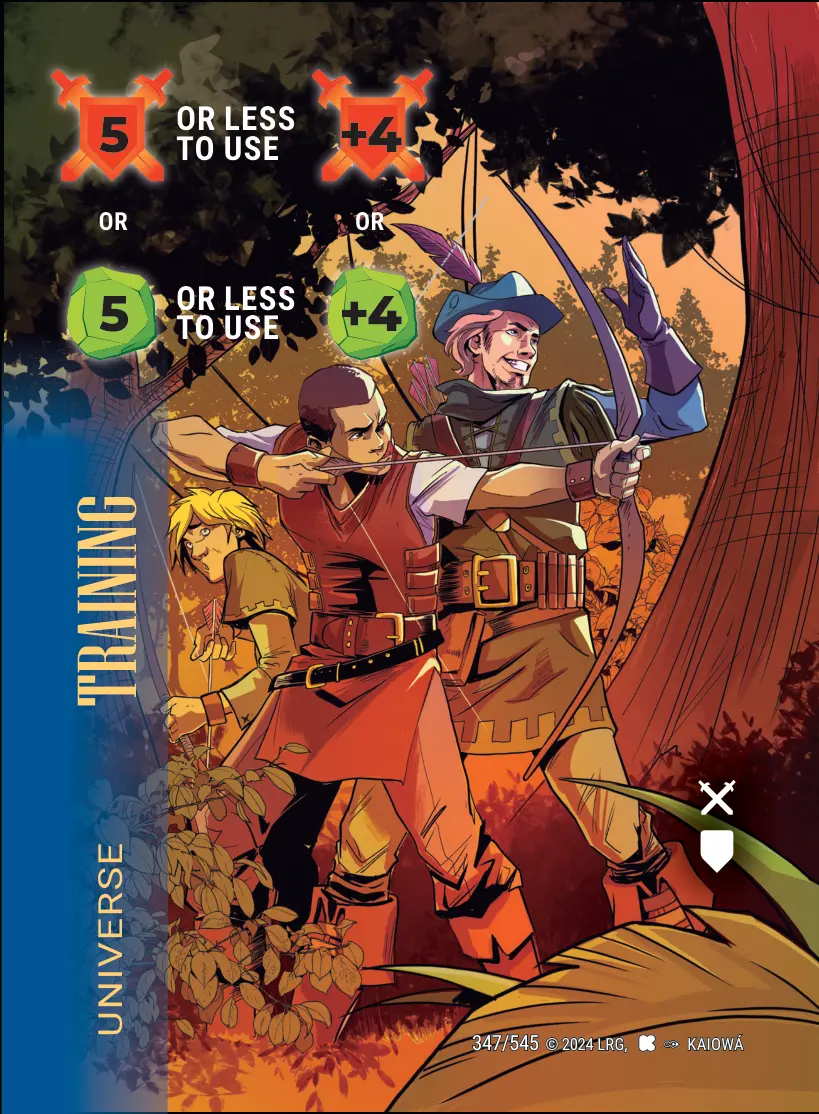 5 OR LESS TO USE +4
OR OR
5 OR LESS TO USE +4
TRAINING
UNIVERSE
347/545 © 2024 LRG, KAIOWÁ